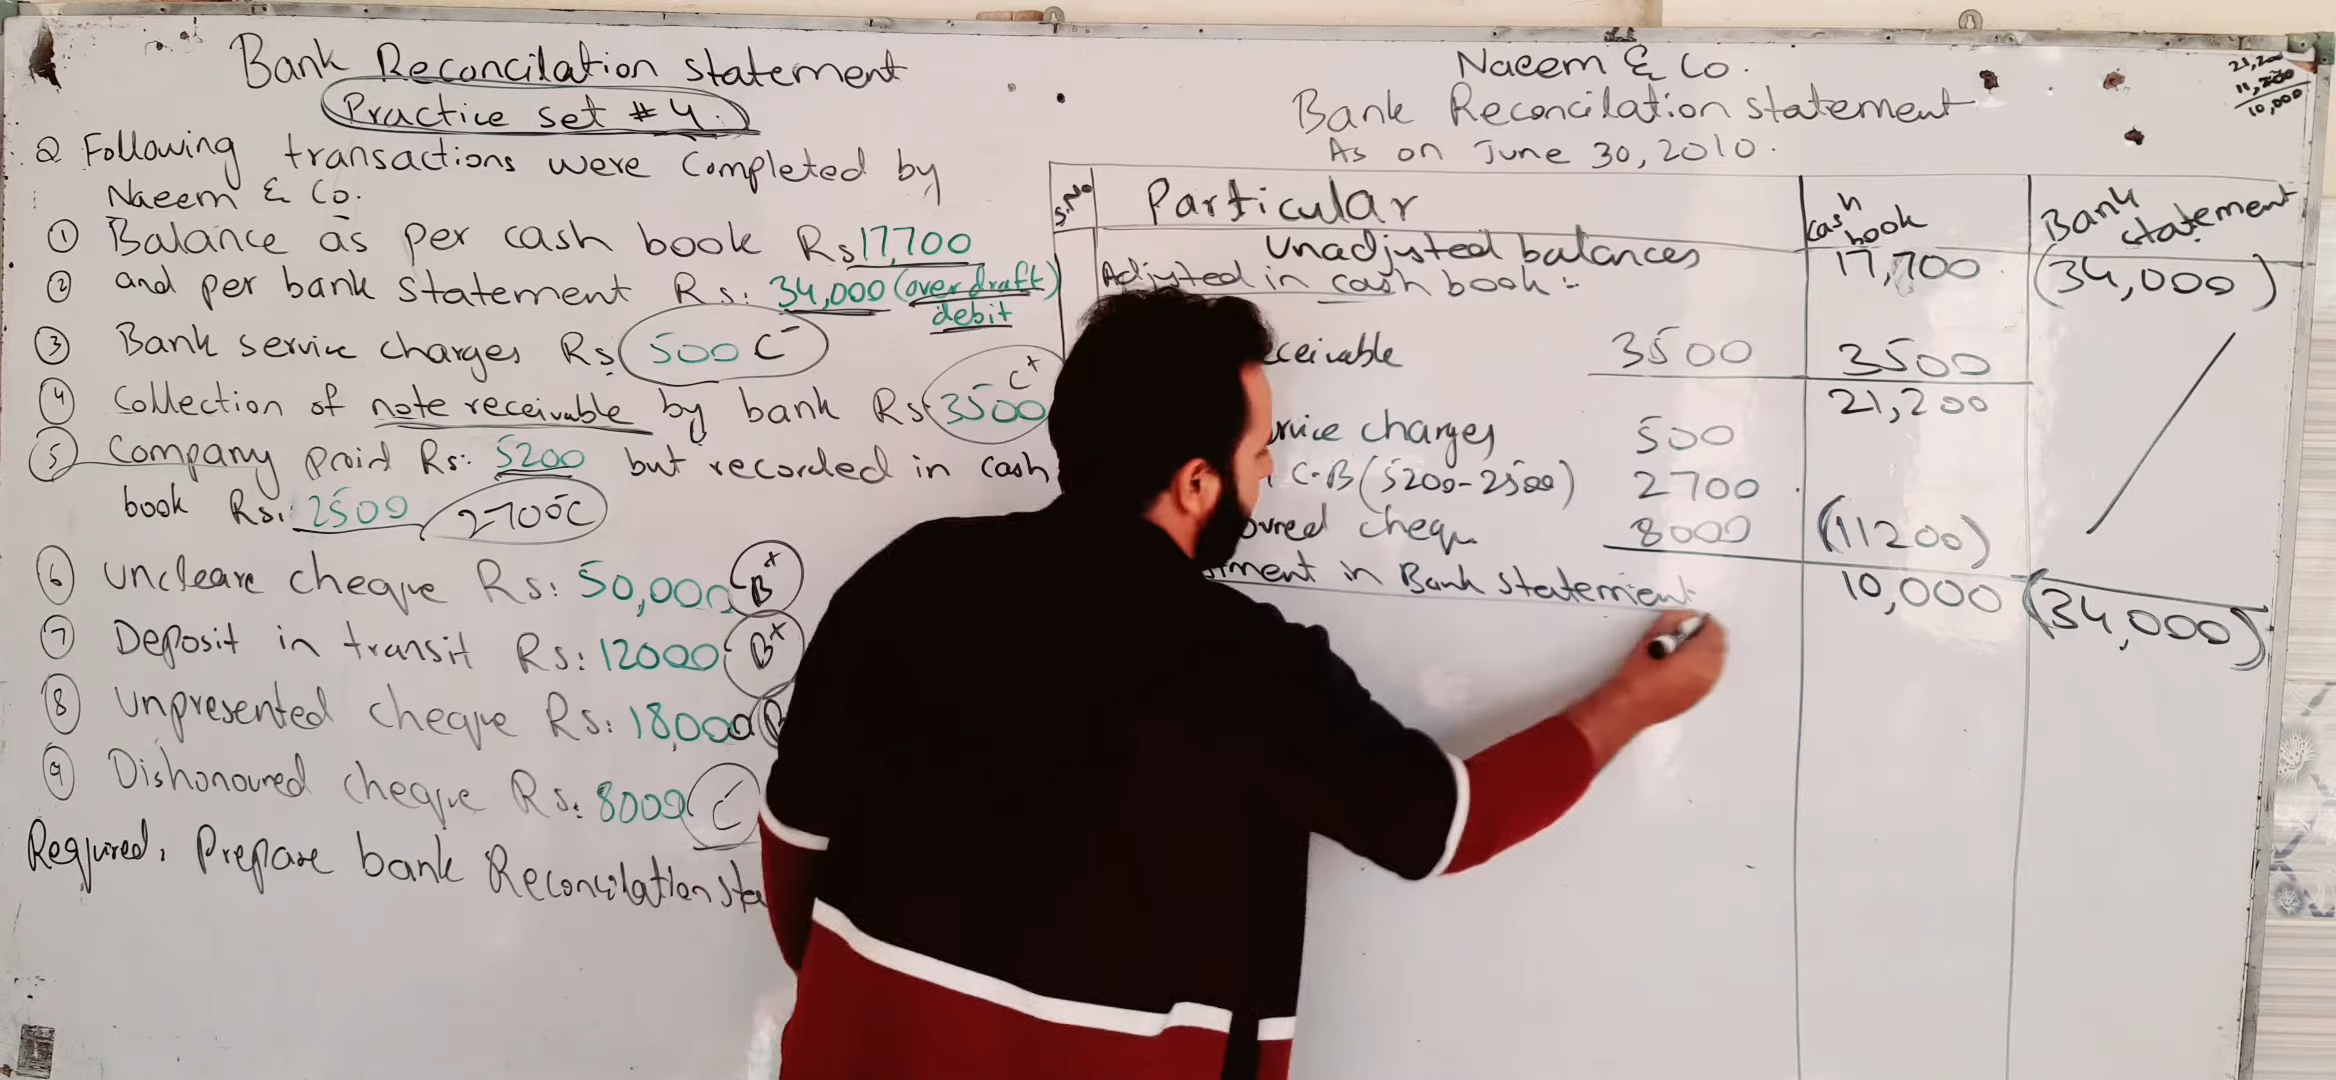 Bank Reconcilation statement
Practice set # 4.
Q Following transactions were completed by
Naeem & Co.
① Balance as per cash book Rs 17,700
② and per bank statement Rs: 34,000 (over draft)
debit
③ Bank service charges Rs 500 C-
④ Collection of note receivable by bank Rs 3500 C+
⑤ Company paid Rs: 5200 but recorded in cash
book Rs. 2500 2700 C-
⑥ uncleare cheque Rs: 50,000 B+
⑦ Deposit in transit Rs: 12000 B+
⑧ unpresented cheque Rs: 18,000
⑨ Dishonoured cheque Rs: 8000 C-
Required, Prepare bank Reconcilation sta
Naeem & Co.
Bank Reconcilation statement
As on June 30, 2010.
S.No Particular Cash book Bank statement
unadjusted balances 17,700 (34,000)
Adjusted in cash book:-
ceivable 3500 3500
21,200
rvice charges 500
C.B (5200-2500) 2700
oured cheque 8000 (11200)
tment in Bank statement 10,000 (34,000)
21,200
11,200
10,000